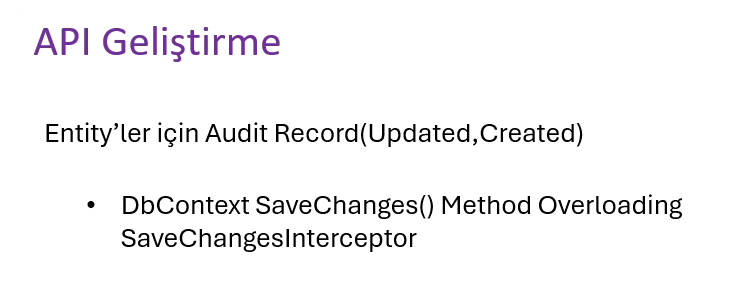 API Geliştirme
Entity’ler için Audit Record(Updated,Created)
• DbContext SaveChanges() Method Overloading
SaveChangesInterceptor